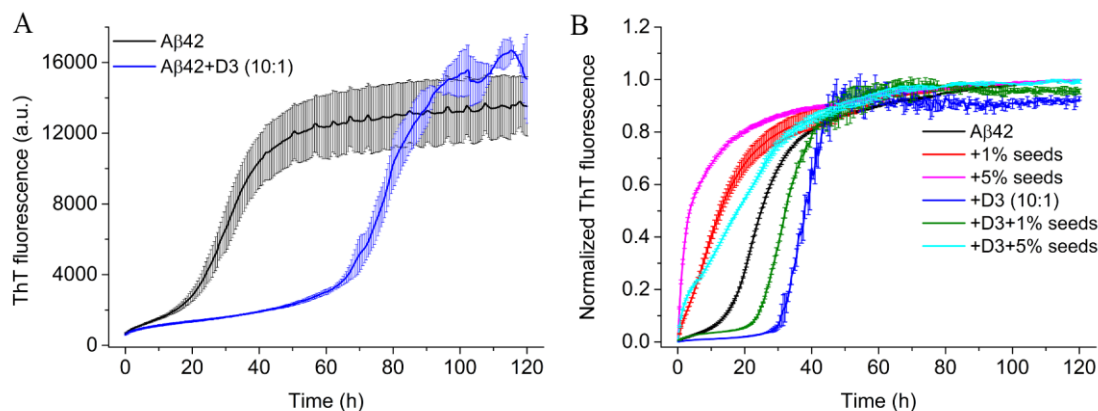 A
Aβ42
Aβ42+D3 (10:1)
16000
12000
8000
4000
0
ThT fluorescence (a.u.)
0 20 40 60 80 100 120
Time (h)
B
1.0
0.8
0.6
0.4
0.2
0.0
Normalized ThT fluorescence
Aβ42
+1% seeds
+5% seeds
+D3 (10:1)
+D3+1% seeds
+D3+5% seeds
0 20 40 60 80 100 120
Time (h)